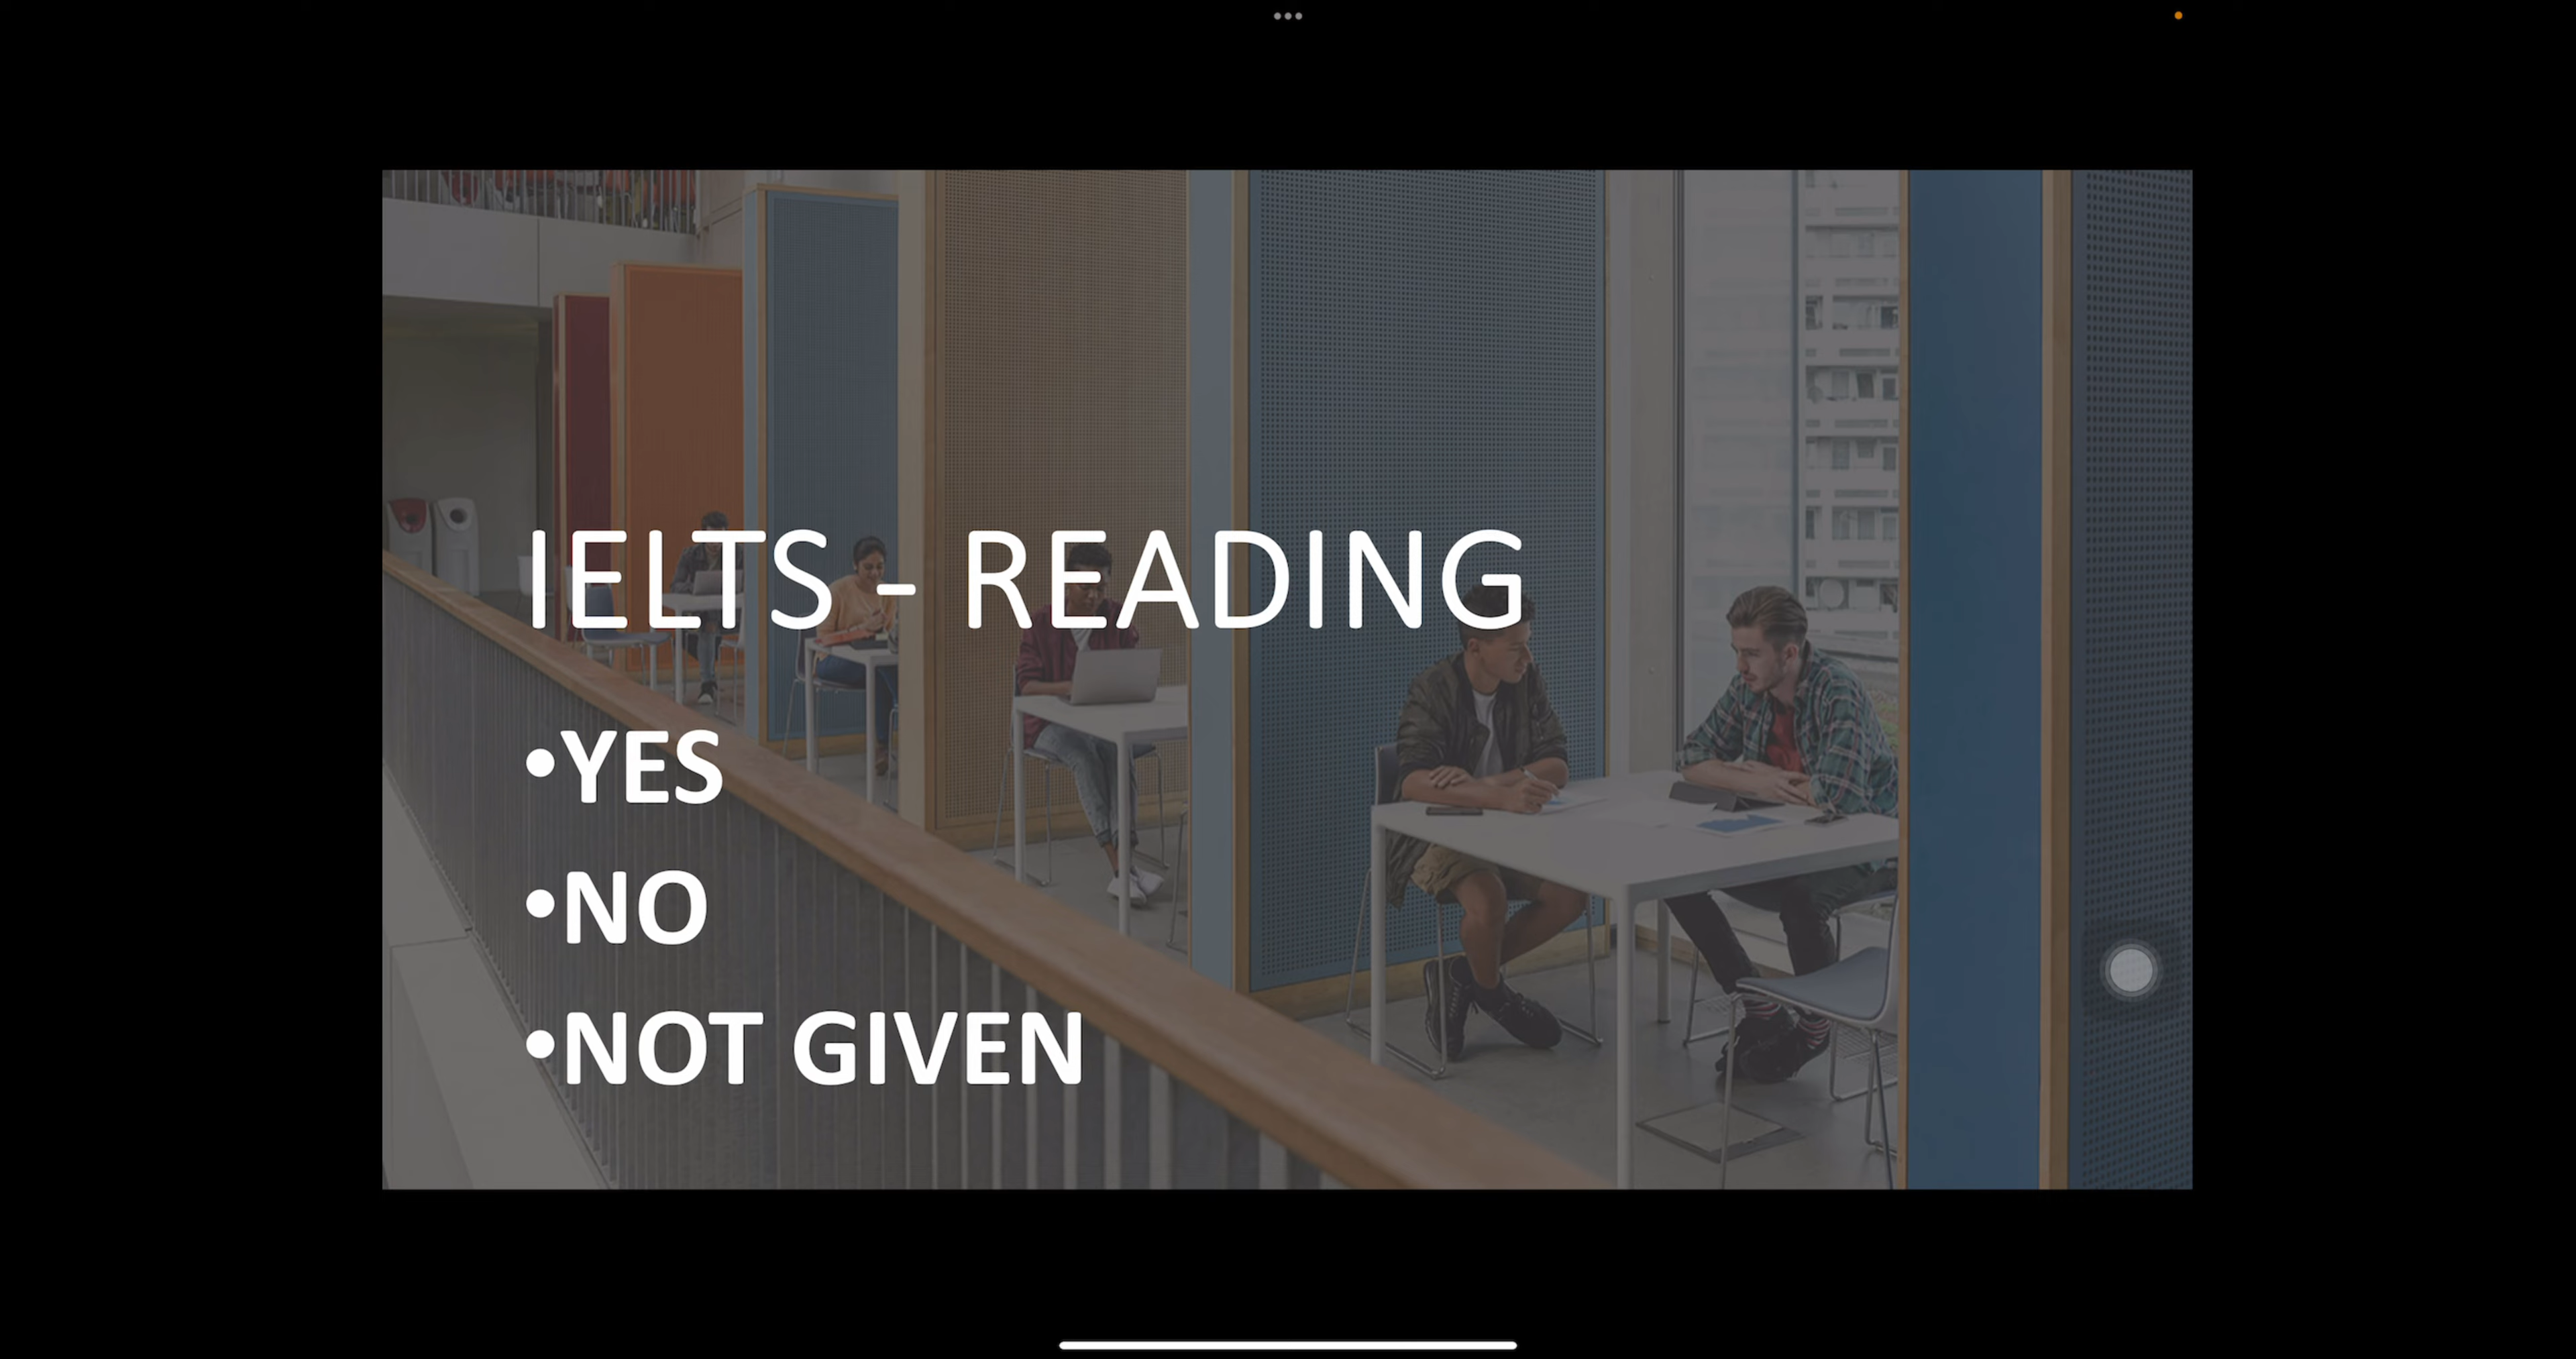 IELTS - READING
•YES
•NO
•NOT GIVEN